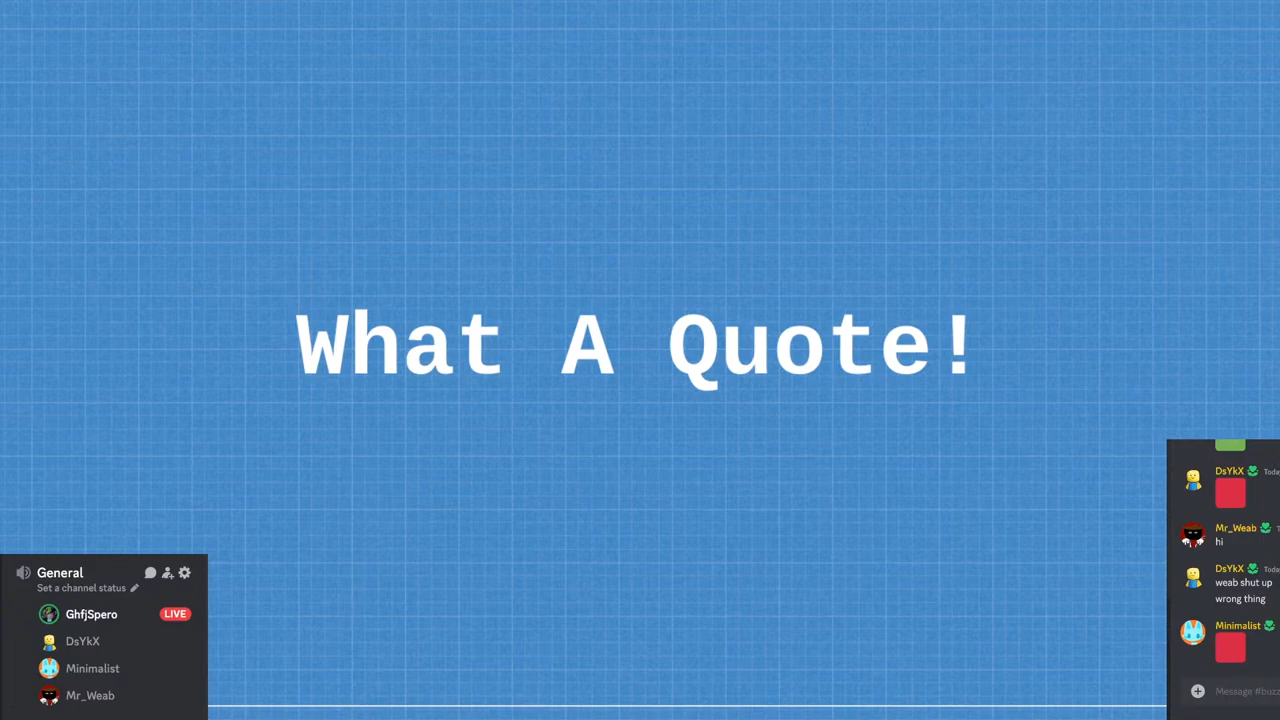 What A Quote!
General
Set a channel status
GhfjSpero LIVE
DsYkX
Minimalist
Mr_Weab
DsYkX
Mr_Weab
hi
DsYkX
weab shut up
wrong thing
Minimalist
Message